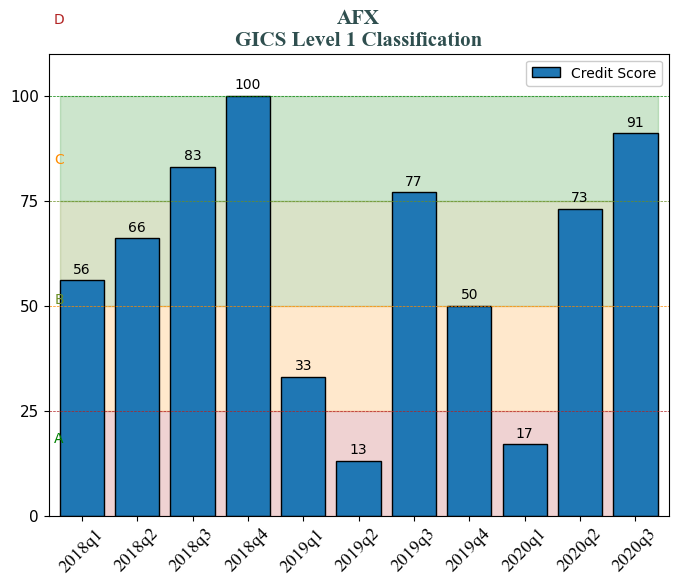 D
AFX
GICS Level 1 Classification
Credit Score
100
100
91
C
83
77
75
73
66
56
B
50
50
33
25
A
17
13
0
2018q1
2018q2
2018q3
2018q4
2019q1
2019q2
2019q3
2019q4
2020q1
2020q2
2020q3